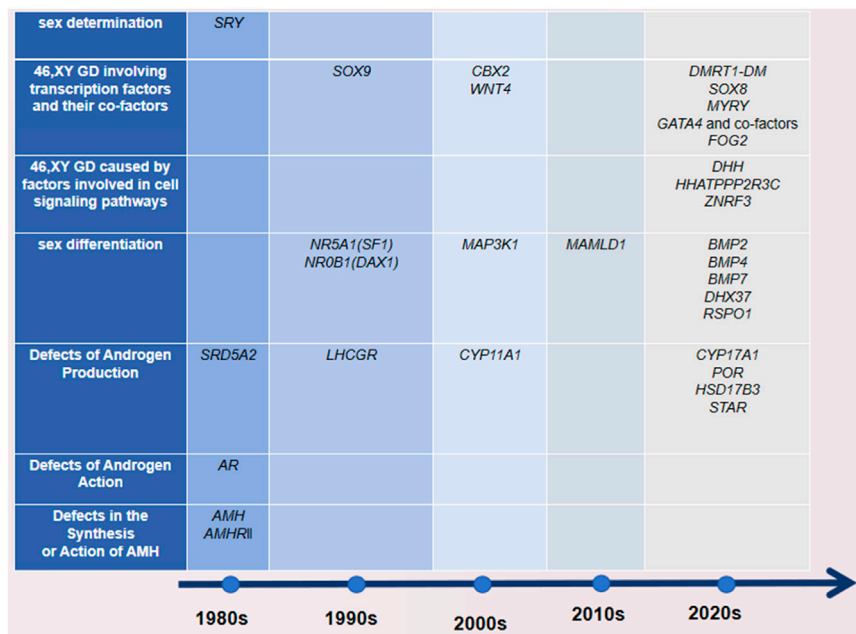 sex determination
SRY
46,XY GD involving
transcription factors
and their co-factors
SOX9
CBX2
WNT4
DMRT1-DM
SOX8
MYRY
GATA4 and co-factors
FOG2
46,XY GD caused by
factors involved in cell
signaling pathways
DHH
HHATPPP2R3C
ZNRF3
sex differentiation
NR5A1(SF1)
NR0B1(DAX1)
MAP3K1
MAMLD1
BMP2
BMP4
BMP7
DHX37
RSPO1
Defects of Androgen
Production
SRD5A2
LHCGR
CYP11A1
CYP17A1
POR
HSD17B3
STAR
Defects of Androgen
Action
AR
Defects in the
Synthesis
or Action of AMH
AMH
AMHRII
1980s
1990s
2000s
2010s
2020s